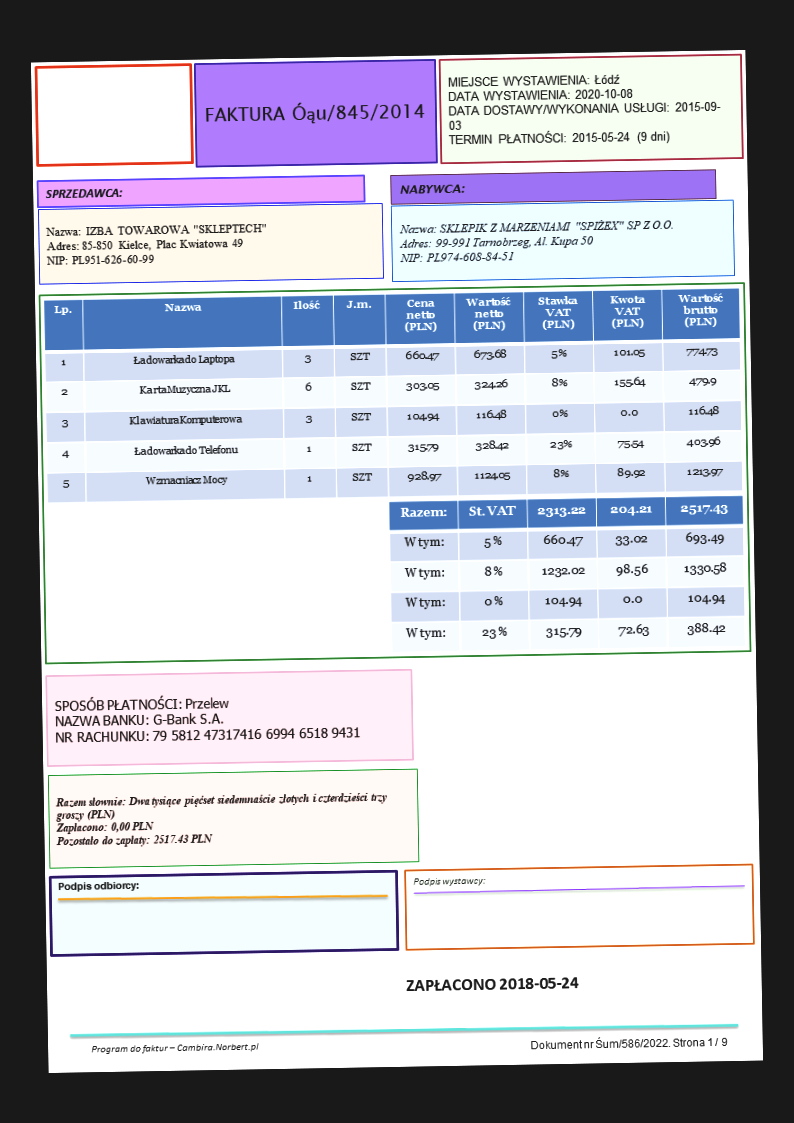 FAKTURA Óąu/845/2014
MIEJSCE WYSTAWIENIA: Łódź
DATA WYSTAWIENIA: 2020-10-08
DATA DOSTAWY/WYKONANIA USŁUGI: 2015-09-
03
TERMIN PŁATNOŚCI: 2015-05-24 (9 dni)
SPRZEDAWCA:
Nazwa: IZBA TOWAROWA "SKLEPTECH"
Adres: 85-850 Kielce, Plac Kwiatowa 49
NIP: PL951-626-60-99
NABYWCA:
Nazwa: SKLEPIK Z MARZENIAMI "SPIŻEX" SP Z O.O.
Adres: 99-991 Tarnobrzeg, Al. Kupa 50
NIP: PL974-608-84-51
Lp. Nazwa Ilość J.m. Cena netto (PLN) Wartość netto (PLN) Stawka VAT (PLN) Kwota VAT (PLN) Wartość brutto (PLN)
1 Ładowarka do Laptopa 3 SZT 660.47 673.68 5% 101.05 774.73
2 Karta Muzyczna JKL 6 SZT 303.05 324.26 8% 155.64 479.9
3 Klawiatura Komputerowa 3 SZT 104.94 116.48 0% 0.0 116.48
4 Ładowarka do Telefonu 1 SZT 315.79 328.42 23% 75.54 403.96
5 Wzmacniacz Mocy 1 SZT 928.97 1124.05 8% 89.92 1213.97
Razem: St. VAT 2313.22 204.21 2517.43
W tym: 5 % 660.47 33.02 693.49
W tym: 8 % 1232.02 98.56 1330.58
W tym: 0 % 104.94 0.0 104.94
W tym: 23 % 315.79 72.63 388.42
SPOSÓB PŁATNOŚCI: Przelew
NAZWA BANKU: G-Bank S.A.
NR RACHUNKU: 79 5812 47317416 6994 6518 9431
Razem słownie: Dwa tysiące pięćset siedemnaście złotych i czterdzieści trzy
groszy (PLN)
Zapłacono: 0,00 PLN
Pozostało do zapłaty: 2517.43 PLN
Podpis odbiorcy:
Podpis wystawcy:
ZAPŁACONO 2018-05-24
Program do faktur – Cambira.Norbert.pl
Dokument nr Śum/586/2022. Strona 1 / 9